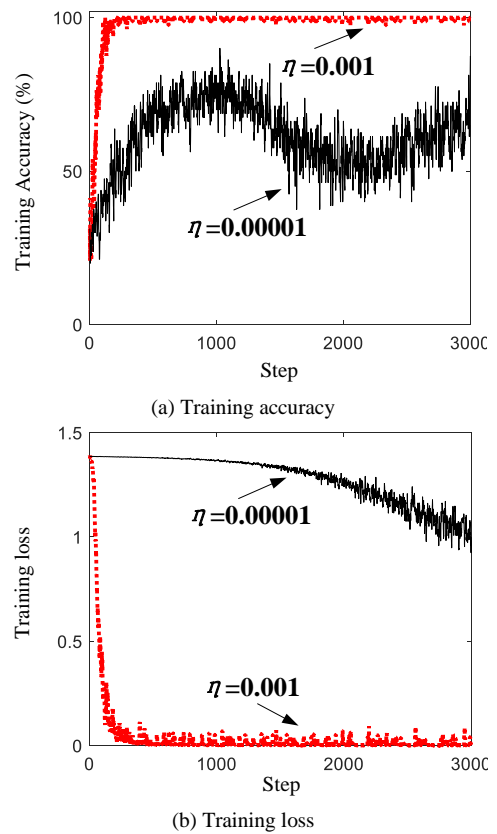 100
η=0.001
Training Accuracy (%)
50
η=0.00001
0
0 1000 2000 3000
Step
(a) Training accuracy
1.5
η=0.00001
1
Training loss
0.5
η=0.001
0
0 1000 2000 3000
Step
(b) Training loss